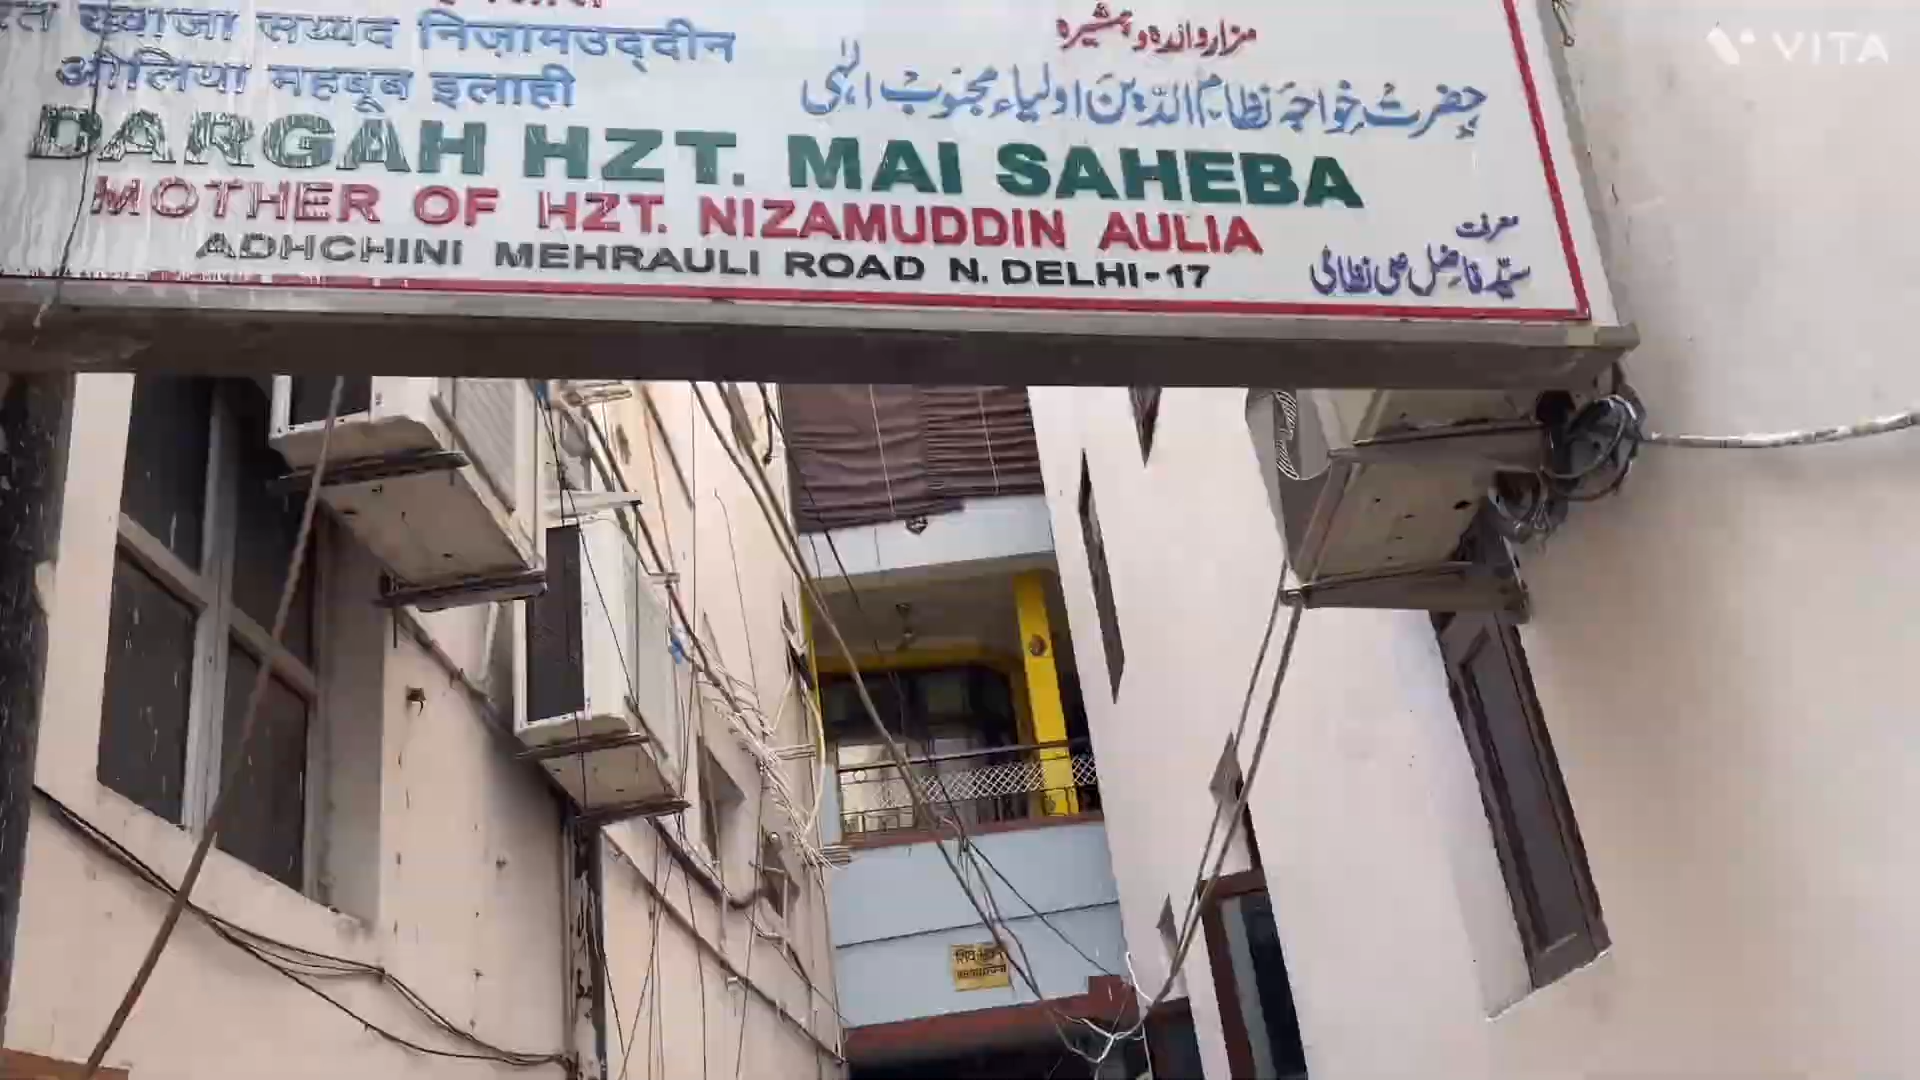 ख्वाजा सय्यद निज़ामउद्दीन
औलिया महबूब इलाही
مزار والدہ و ہمشیرہ
حضرت خواجہ نظام الدین اولیاء محبوب الٰہی
DARGAH HZT. MAI SAHEBA
MOTHER OF HZT. NIZAMUDDIN AULIA
ADHCHINI MEHRAULI ROAD N. DELHI-17
معرفت
سید فاضل علی نظامی
VITA